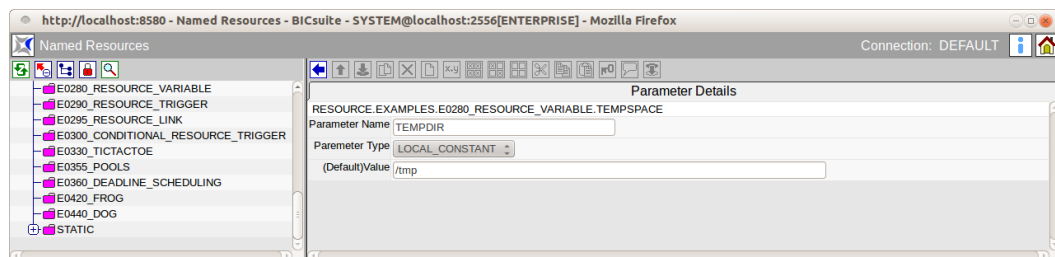 http://localhost:8580 - Named Resources - BICsuite - SYSTEM@localhost:2556[ENTERPRISE] - Mozilla Firefox
Named Resources
Connection: DEFAULT
E0280_RESOURCE_VARIABLE
E0290_RESOURCE_TRIGGER
E0295_RESOURCE_LINK
E0300_CONDITIONAL_RESOURCE_TRIGGER
E0330_TICTACTOE
E0355_POOLS
E0360_DEADLINE_SCHEDULING
E0420_FROG
E0440_DOG
STATIC
x.y
Parameter Details
RESOURCE.EXAMPLES.E0280_RESOURCE_VARIABLE.TEMPSPACE
Parameter Name TEMPDIR
Paremeter Type LOCAL_CONSTANT
(Default)Value /tmp